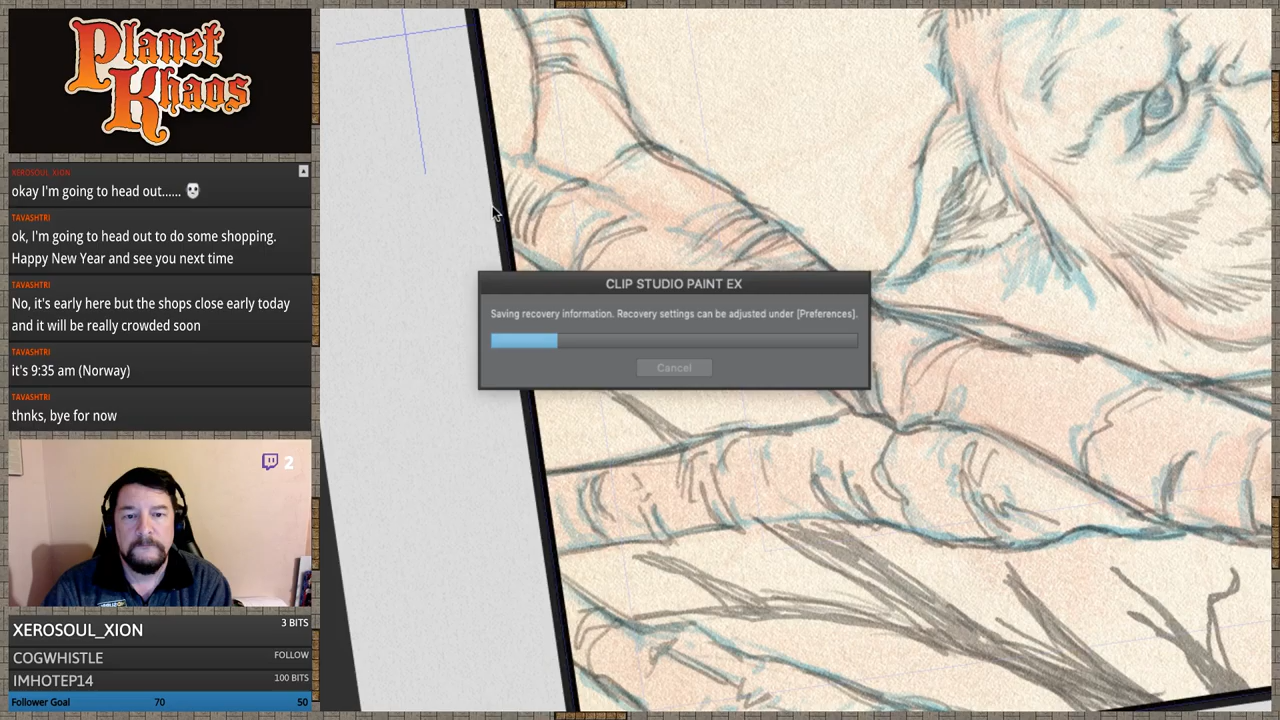 Planet
Khaos
XEROSOUL_XION
okay I'm going to head out...... 💀
TAVASHTRI
ok, I'm going to head out to do some shopping.
Happy New Year and see you next time
TAVASHTRI
No, it's early here but the shops close early today
and it will be really crowded soon
TAVASHTRI
it's 9:35 am (Norway)
TAVASHTRI
thnks, bye for now
2
XEROSOUL_XION 3 BITS
COGWHISTLE FOLLOW
IMHOTEP14 100 BITS
Follower Goal 70 50
CLIP STUDIO PAINT EX
Saving recovery information. Recovery settings can be adjusted under [Preferences].
Cancel